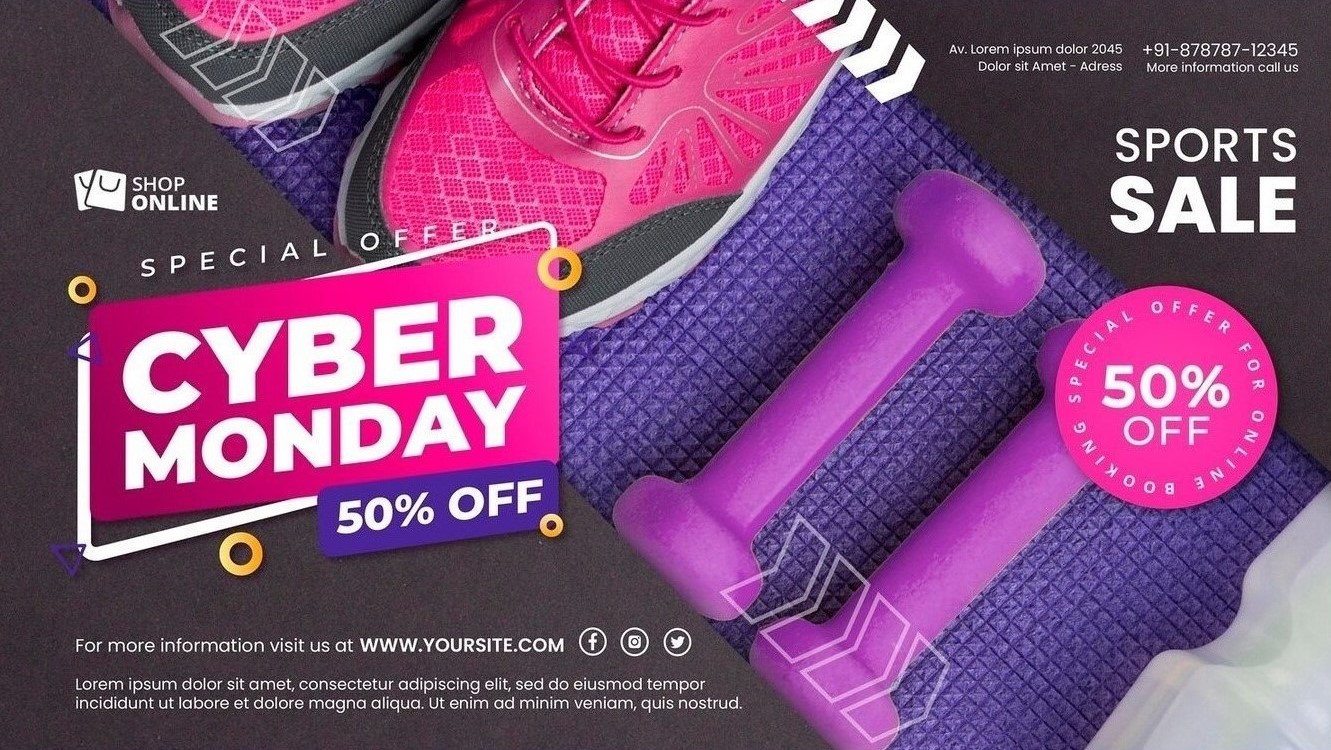 Av. Lorem ipsum dolor 2045
Dolor sit Amet - Adress
+91-878787-12345
More information call us
SPORTS
SALE
YU
SHOP
ONLINE
SPECIAL OFFER
CYBER
MONDAY
50% OFF
SPECIAL OFFER FOR ONLINE BOOKING
50%
OFF
For more information visit us at WWW.YOURSITE.COM
Lorem ipsum dolor sit amet, consectetur adipiscing elit, sed do eiusmod tempor
incididunt ut labore et dolore magna aliqua. Ut enim ad minim veniam, quis nostrud.